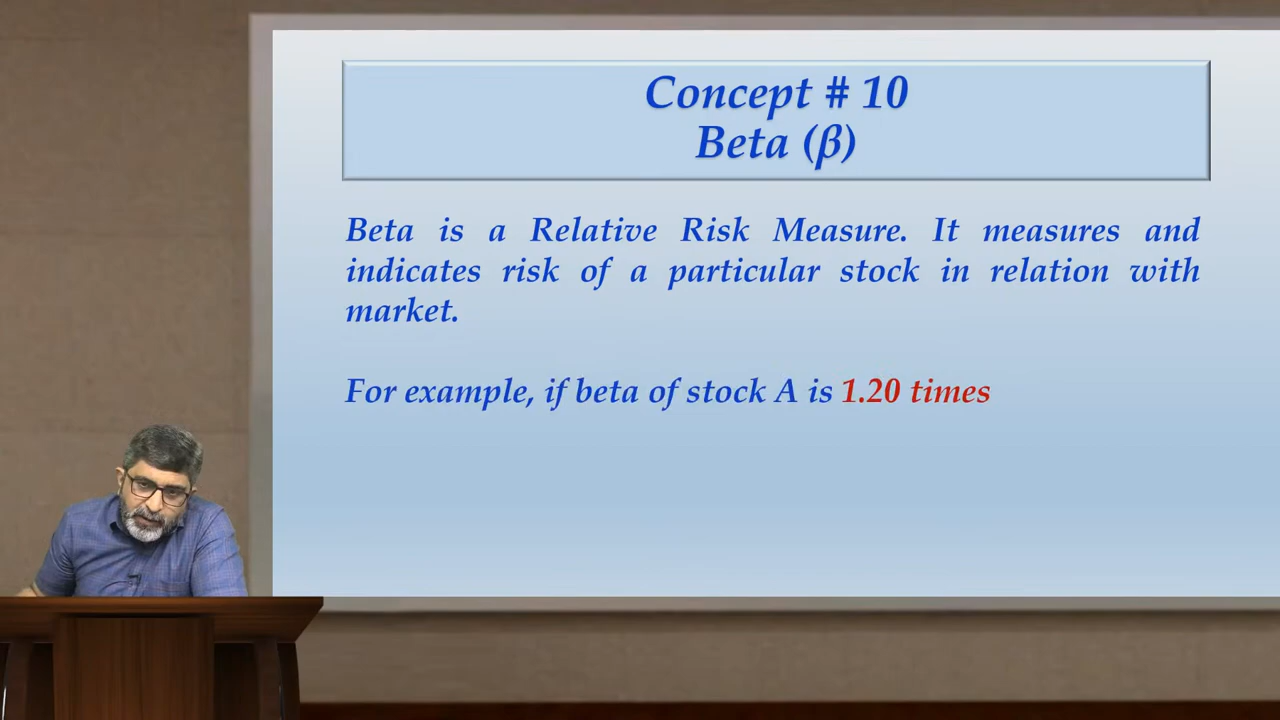 Concept # 10
Beta (β)
Beta is a Relative Risk Measure. It measures and
indicates risk of a particular stock in relation with
market.
For example, if beta of stock A is 1.20 times